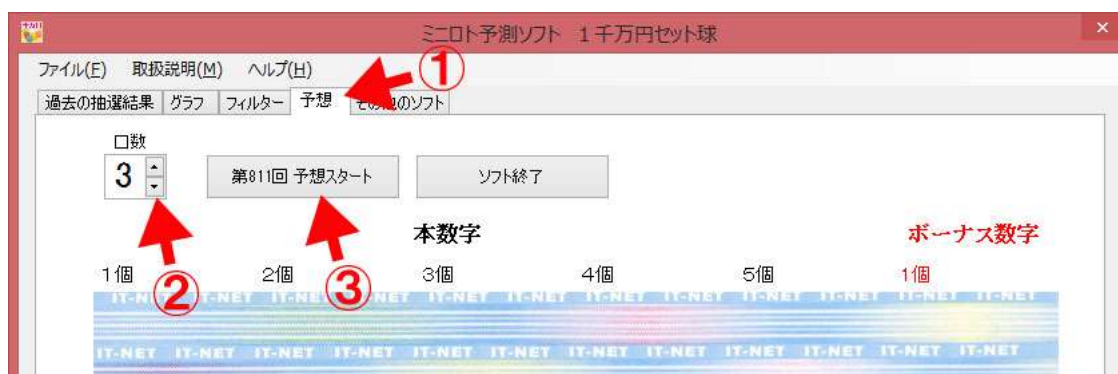 ミニロト予測ソフト １千万円セット球
ファイル(F) 取扱説明(M) ヘルプ(H)
①
過去の抽選結果 グラフ フィルター 予想 その他のソフト
口数
3 第811回 予想スタート ソフト終了
本数字 ボーナス数字
1個 2個 3個 4個 5個 1個
② ③
IT-NET IT-NET IT-NET IT-NET IT-NET IT-NET IT-NET IT-NET IT-NET IT-NET IT-NET IT-NET
IT-NET IT-NET IT-NET IT-NET IT-NET IT-NET IT-NET IT-NET IT-NET IT-NET IT-NET IT-NET